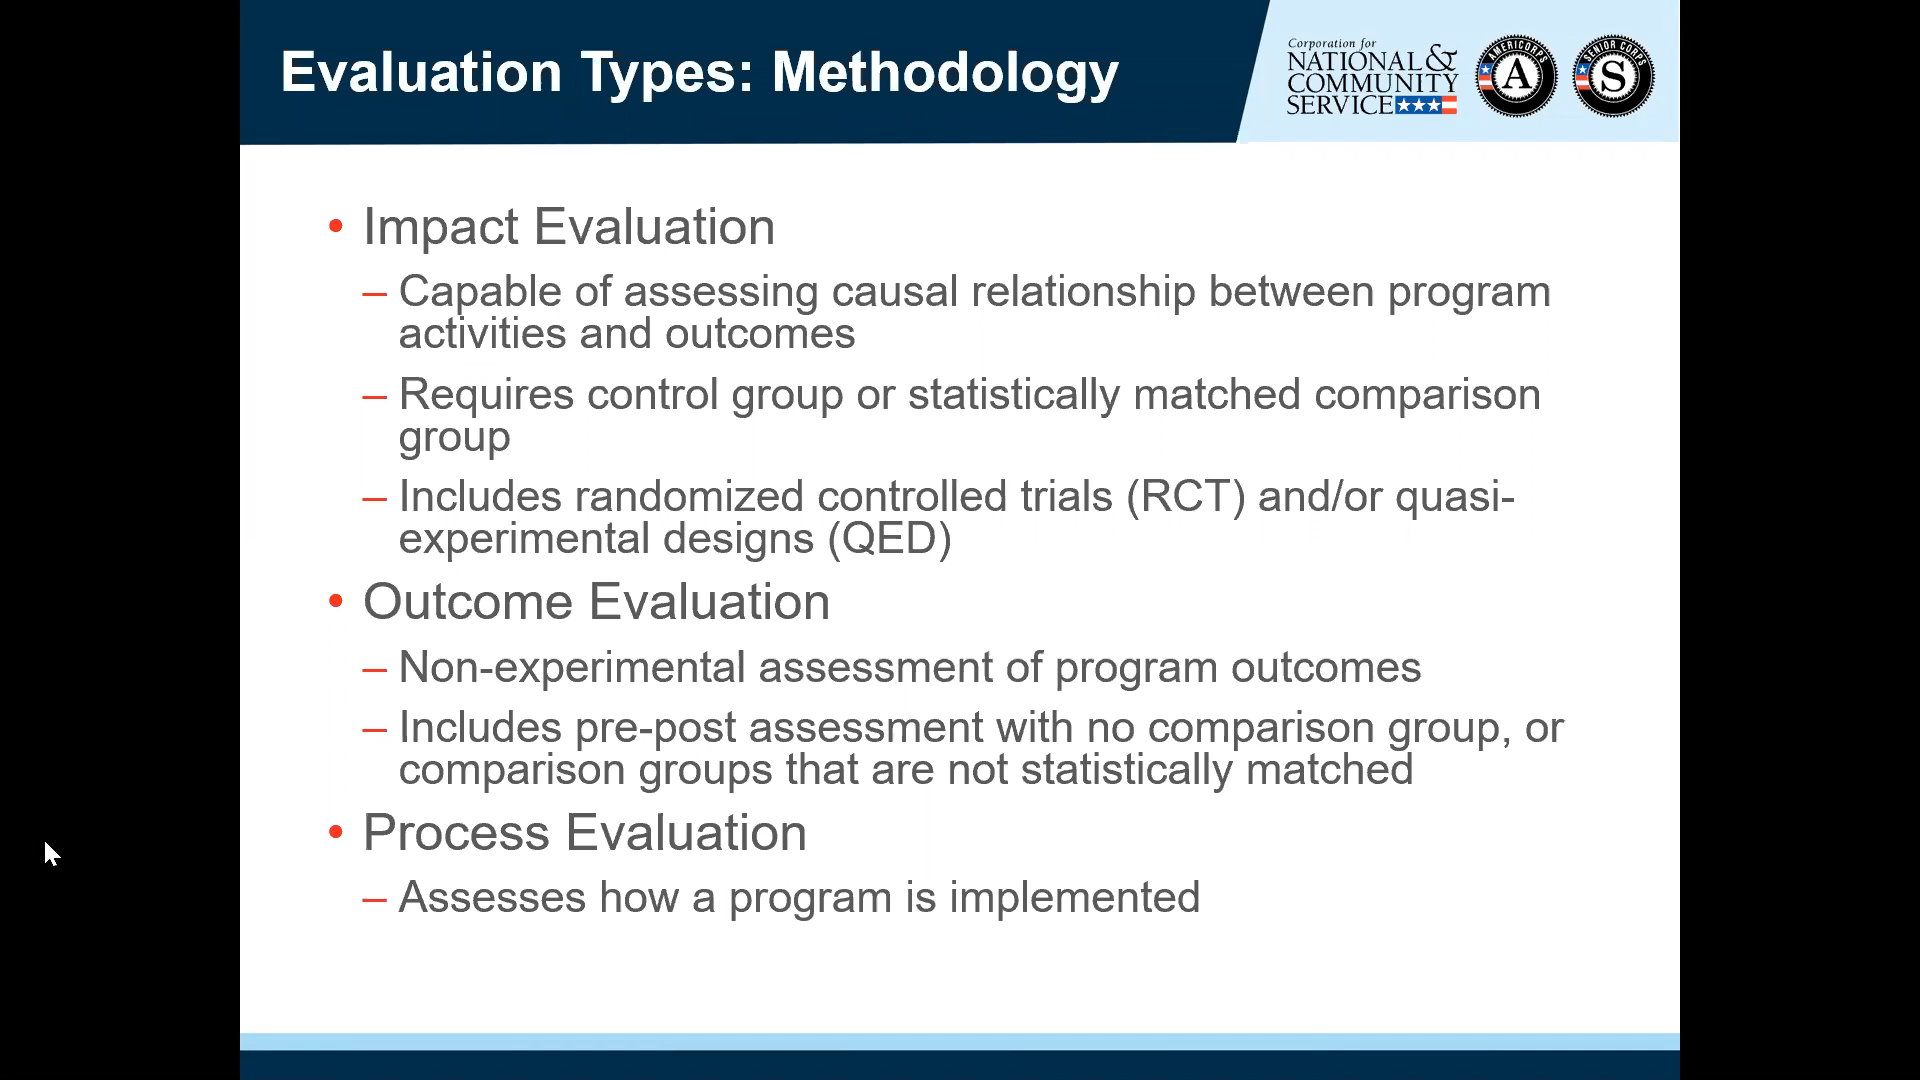 Evaluation Types: Methodology
Corporation for
NATIONAL &
COMMUNITY
SERVICE
AMERICORPS
A
SENIOR CORPS
S
• Impact Evaluation
– Capable of assessing causal relationship between program
activities and outcomes
– Requires control group or statistically matched comparison
group
– Includes randomized controlled trials (RCT) and/or quasi-
experimental designs (QED)
• Outcome Evaluation
– Non-experimental assessment of program outcomes
– Includes pre-post assessment with no comparison group, or
comparison groups that are not statistically matched
• Process Evaluation
– Assesses how a program is implemented